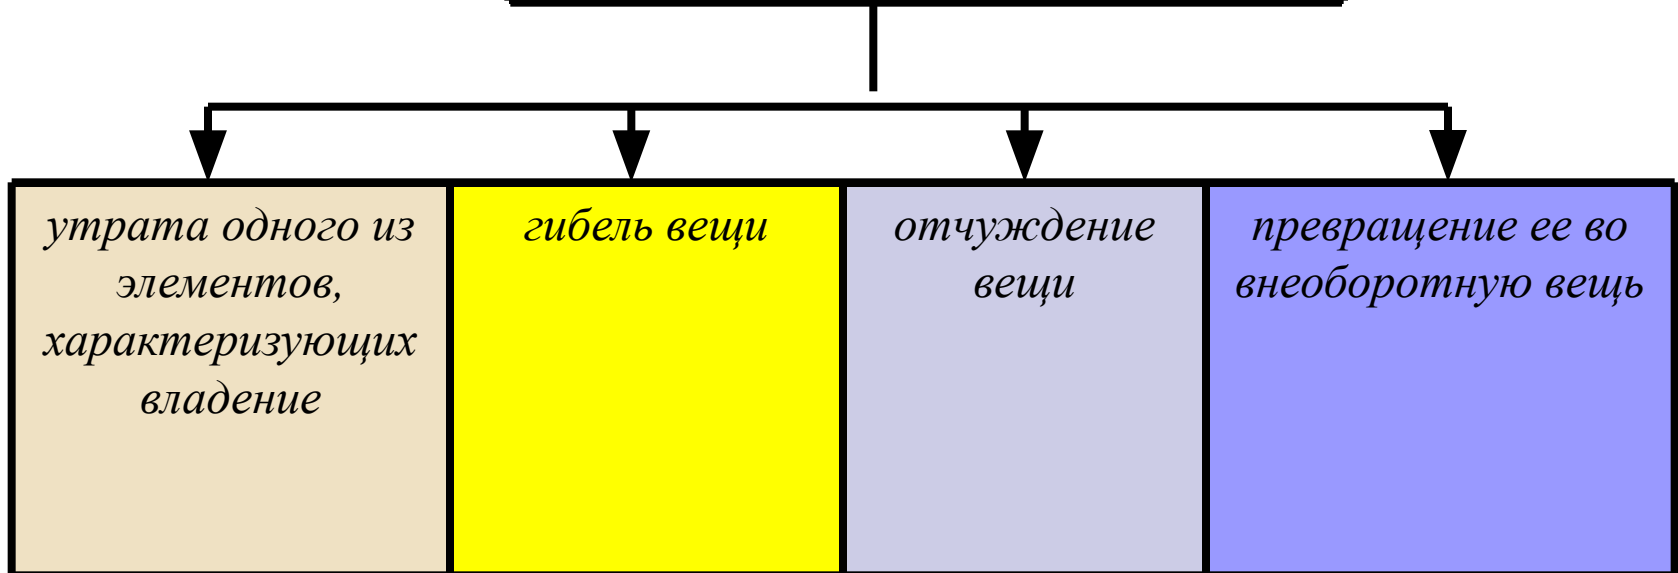 утрата одного из
элементов,
характеризующих
владение
гибель вещи
отчуждение
вещи
превращение ее во
внеоборотную вещь